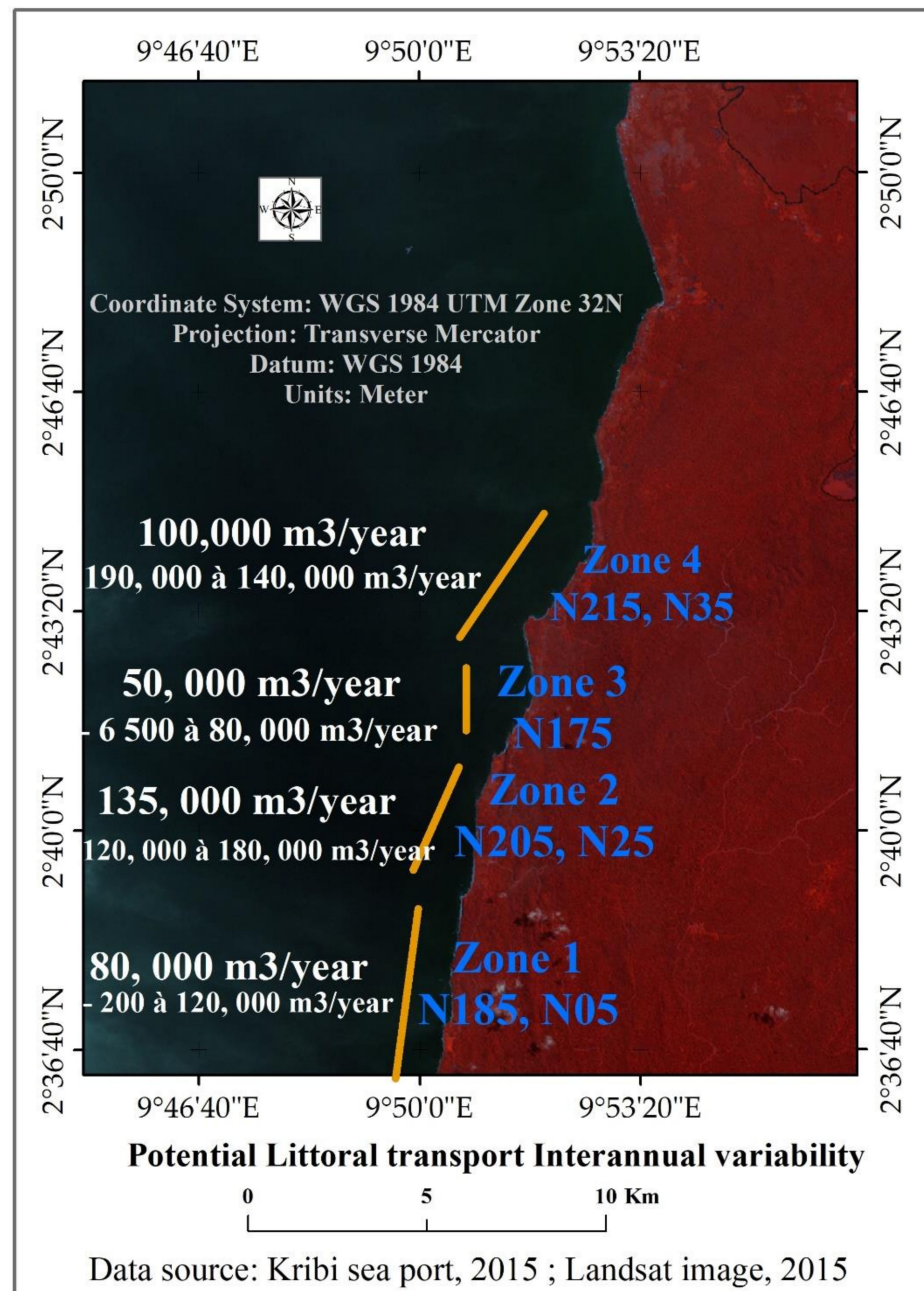 9°46'40"E 9°50'0"E 9°53'20"E
2°50'0"N 2°50'0"N
N
W E
S
Coordinate System: WGS 1984 UTM Zone 32N
Projection: Transverse Mercator
Datum: WGS 1984
Units: Meter
2°46'40"N 2°46'40"N
100,000 m3/year
190, 000 à 140, 000 m3/year
Zone 4
N215, N35
2°43'20"N 2°43'20"N
50, 000 m3/year
- 6 500 à 80, 000 m3/year
Zone 3
N175
135, 000 m3/year
120, 000 à 180, 000 m3/year
Zone 2
N205, N25
2°40'0"N 2°40'0"N
80, 000 m3/year
- 200 à 120, 000 m3/year
Zone 1
N185, N05
2°36'40"N 2°36'40"N
9°46'40"E 9°50'0"E 9°53'20"E
Potential Littoral transport Interannual variability
0 5 10 Km
Data source: Kribi sea port, 2015 ; Landsat image, 2015